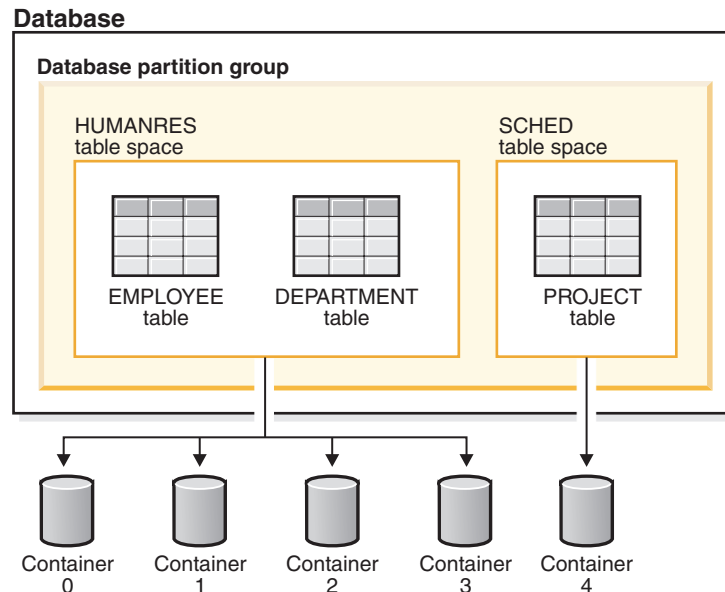 Database
Database partition group
HUMANRES
table space
SCHED
table space
EMPLOYEE
table
DEPARTMENT
table
PROJECT
table
Container
0
Container
1
Container
2
Container
3
Container
4